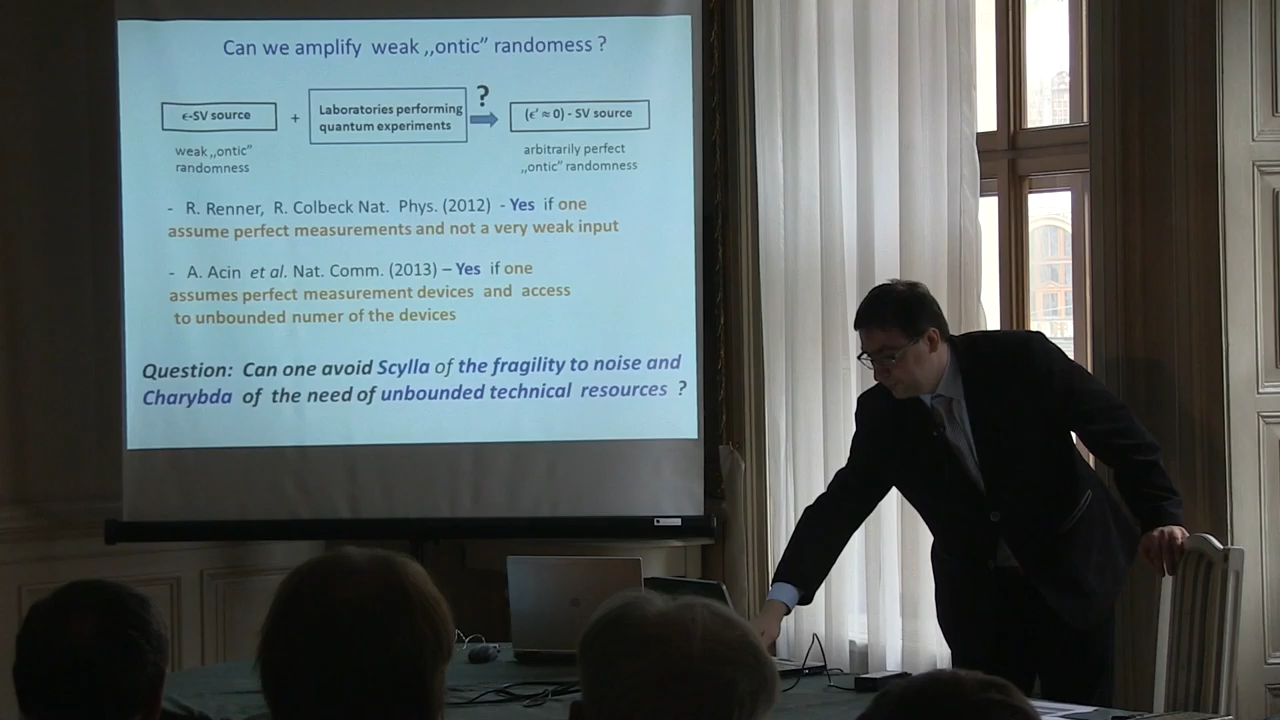 Can we amplify weak ,,ontic” randomess ?
?
ϵ-SV source
+
Laboratories performing
quantum experiments
(ϵ’ ≈ 0) - SV source
weak ,,ontic”
randomness
arbitrarily perfect
,,ontic” randomness
- R. Renner, R. Colbeck Nat. Phys. (2012) - Yes if one
assume perfect measurements and not a very weak input
- A. Acin et al. Nat. Comm. (2013) – Yes if one
assumes perfect measurement devices and access
to unbounded numer of the devices
Question: Can one avoid Scylla of the fragility to noise and
Charybda of the need of unbounded technical resources ?